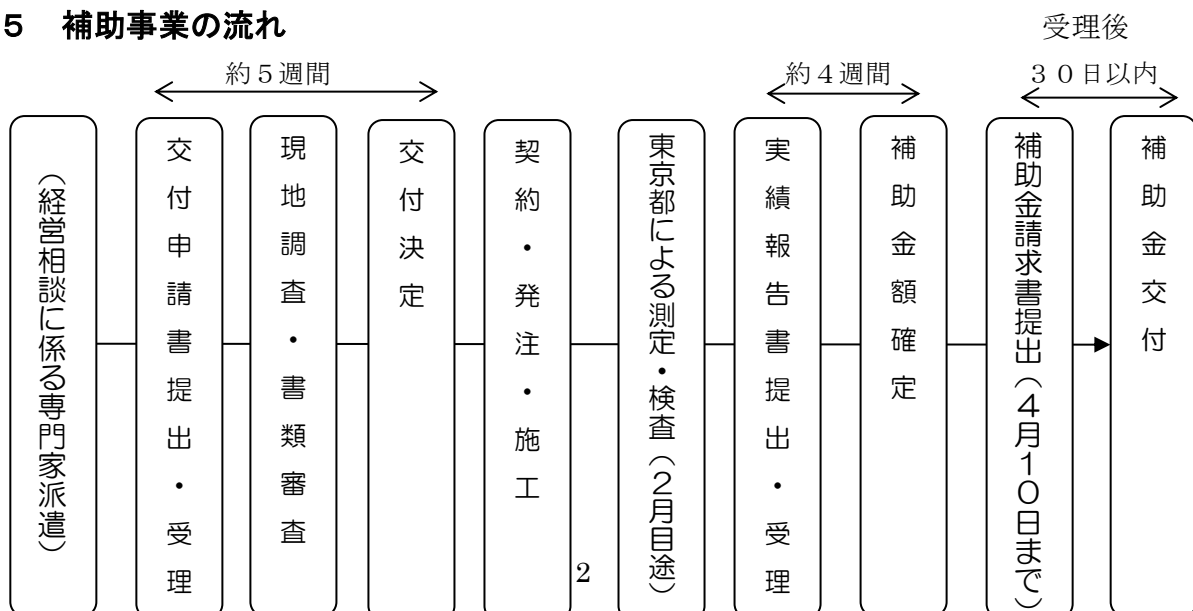 5 補助事業の流れ
受理後
約5週間
約4週間
30日以内
(経営相談に係る専門家派遣)
交付申請書提出・受理
現地調査・書類審査
交付決定
契約・発注・施工
東京都による測定・検査(2月目途)
実績報告書提出・受理
補助金額確定
補助金請求書提出(4月10日まで)
補助金交付
2